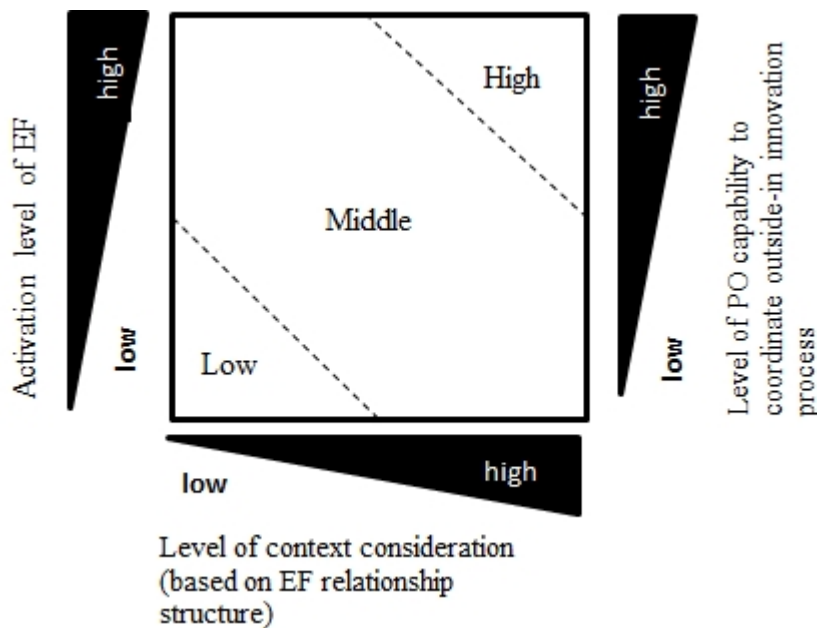 Activation level of EF
high
low
High
Middle
Low
high
low
Level of PO capability to
coordinate outside-in innovation
process
low
high
Level of context consideration
(based on EF relationship
structure)